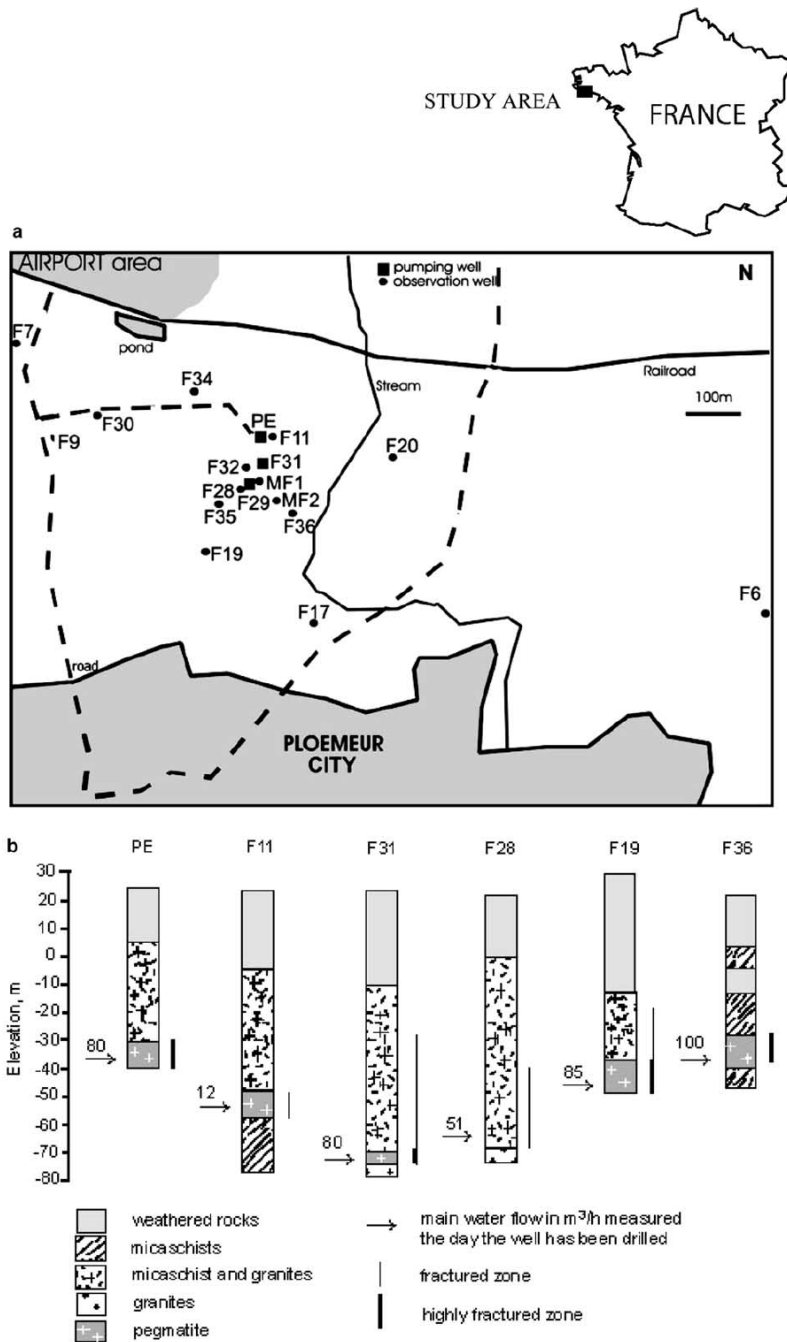 STUDY AREA
FRANCE
a
AIRPORT area
pumping well
observation well
N
F7
pond
Railroad
Stream
100m
F34
F30
F9
PE
F11
F20
F32
F31
MF1
F28
F29
MF2
F35
F36
F19
F17
F6
road
PLOEMEUR
CITY
b
PE F11 F31 F28 F19 F36
Elevation, m
30
20
10
0
-10
-20
-30
-40
-50
-60
-70
-80
80
12
80
51
85
100
weathered rocks
micaschists
micaschist and granites
granites
pegmatite
main water flow in m³/h measured
the day the well has been drilled
fractured zone
highly fractured zone